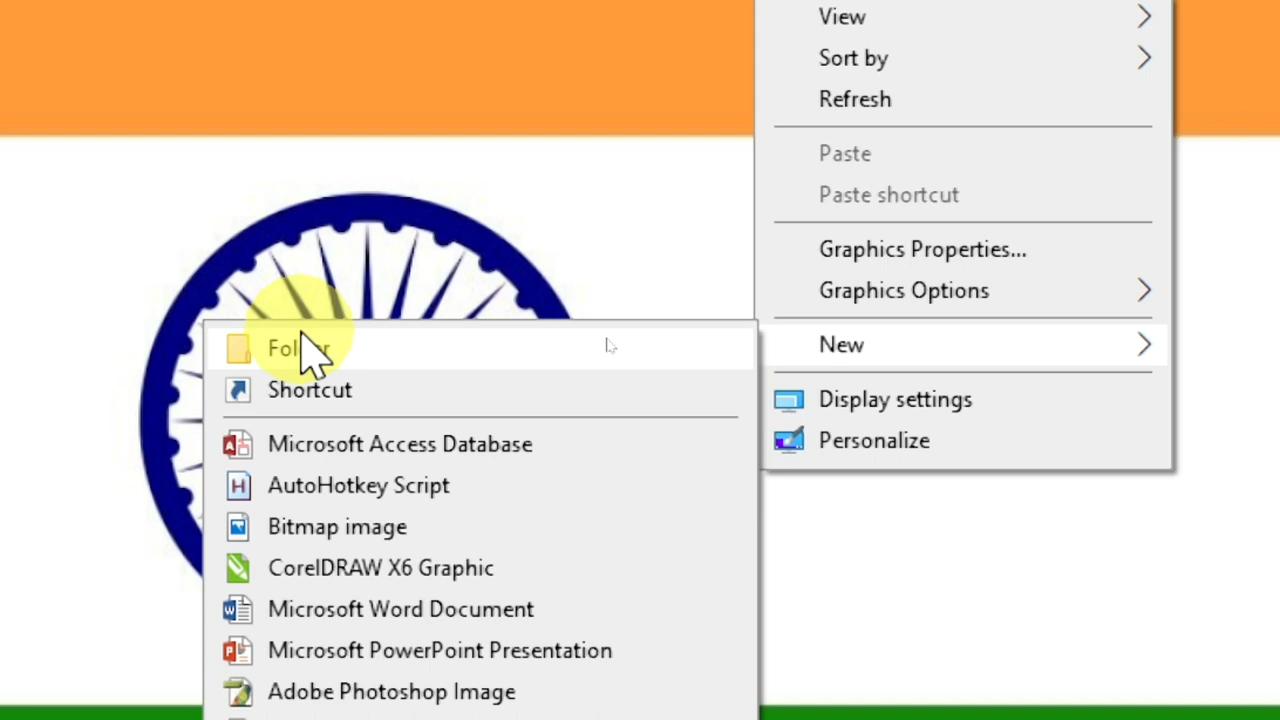 View
Sort by
Refresh
Paste
Paste shortcut
Graphics Properties...
Graphics Options
New
Display settings
Personalize
Folder
Shortcut
Microsoft Access Database
AutoHotkey Script
Bitmap image
CorelDRAW X6 Graphic
Microsoft Word Document
Microsoft PowerPoint Presentation
Adobe Photoshop Image